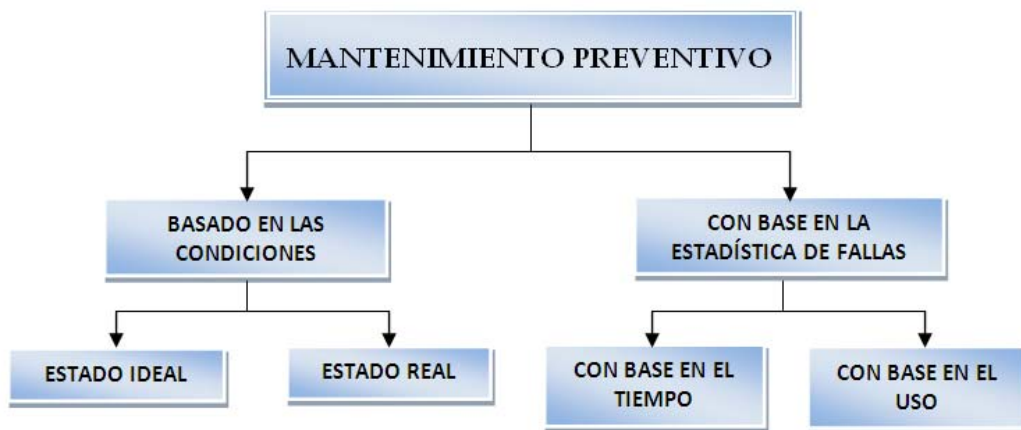 MANTENIMIENTO PREVENTIVO
BASADO EN LAS
CONDICIONES
CON BASE EN LA
ESTADÍSTICA DE FALLAS
ESTADO IDEAL
ESTADO REAL
CON BASE EN EL
TIEMPO
CON BASE EN EL
USO